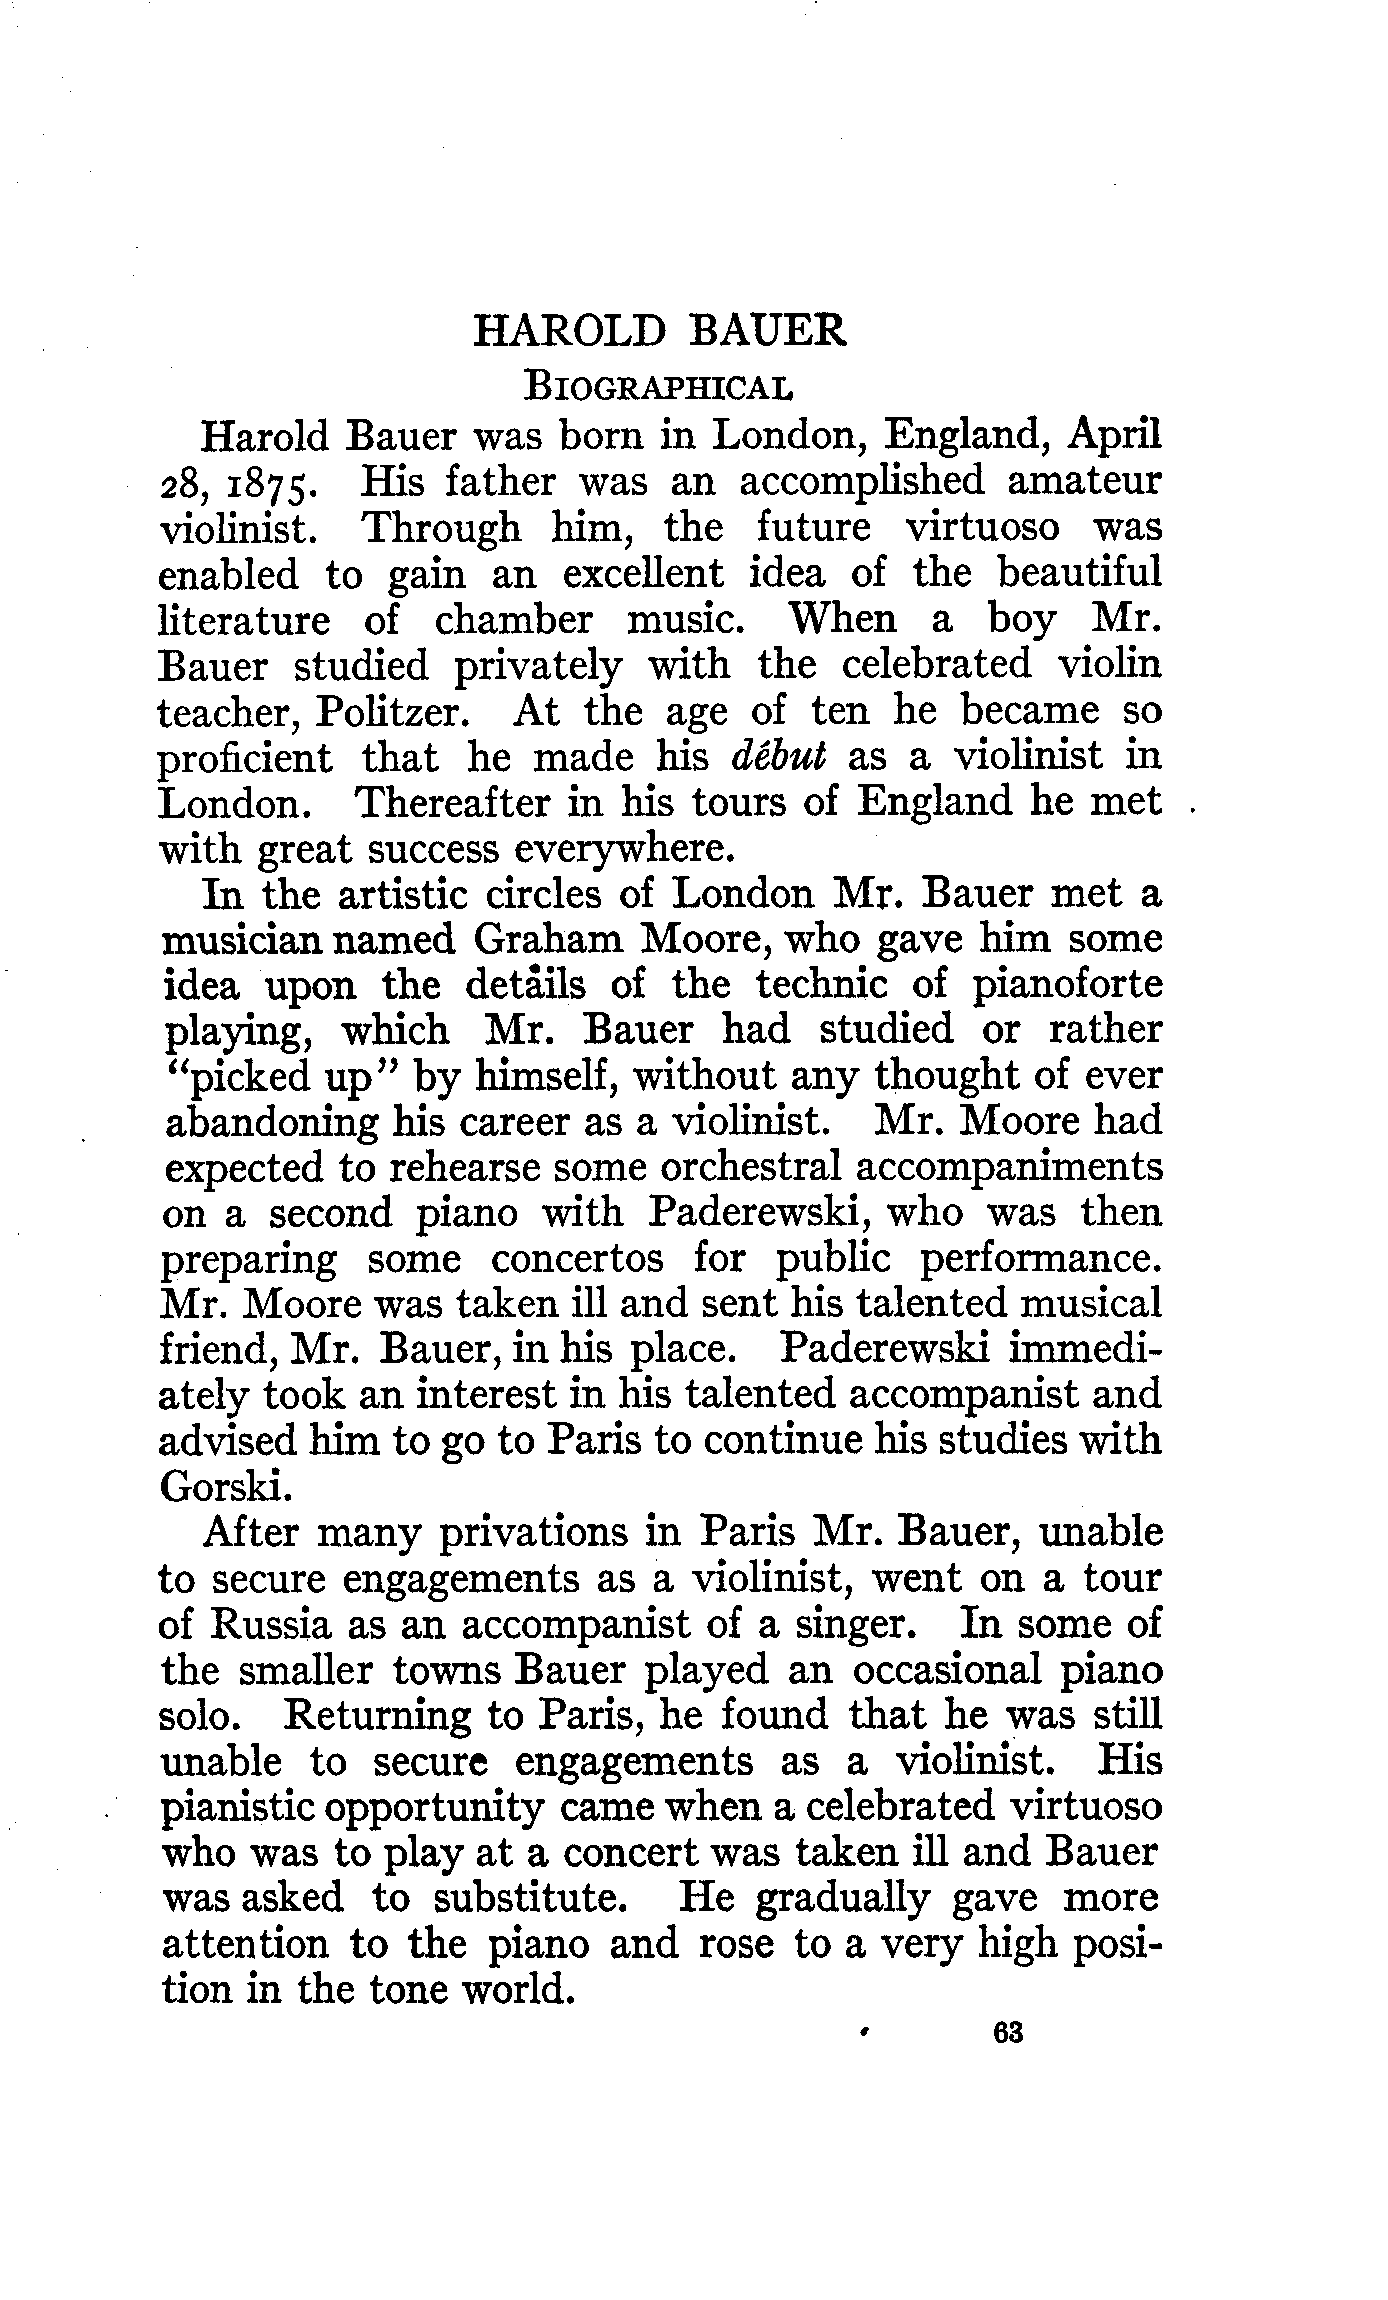 HAROLD BAUER
BIOGRAPHICAL
Harold Bauer was born in London, England, April
28, 1875. His father was an accomplished amateur
violinist. Through him, the future virtuoso was
enabled to gain an excellent idea of the beautiful
literature of chamber music. When a boy Mr.
Bauer studied privately with the celebrated violin
teacher, Politzer. At the age of ten he became so
proficient that he made his début as a violinist in
London. Thereafter in his tours of England he met
with great success everywhere.
In the artistic circles of London Mr. Bauer met a
musician named Graham Moore, who gave him some
idea upon the details of the technic of pianoforte
playing, which Mr. Bauer had studied or rather
“picked up” by himself, without any thought of ever
abandoning his career as a violinist. Mr. Moore had
expected to rehearse some orchestral accompaniments
on a second piano with Paderewski, who was then
preparing some concertos for public performance.
Mr. Moore was taken ill and sent his talented musical
friend, Mr. Bauer, in his place. Paderewski immedi-
ately took an interest in his talented accompanist and
advised him to go to Paris to continue his studies with
Gorski.
After many privations in Paris Mr. Bauer, unable
to secure engagements as a violinist, went on a tour
of Russia as an accompanist of a singer. In some of
the smaller towns Bauer played an occasional piano
solo. Returning to Paris, he found that he was still
unable to secure engagements as a violinist. His
pianistic opportunity came when a celebrated virtuoso
who was to play at a concert was taken ill and Bauer
was asked to substitute. He gradually gave more
attention to the piano and rose to a very high posi-
tion in the tone world.
63